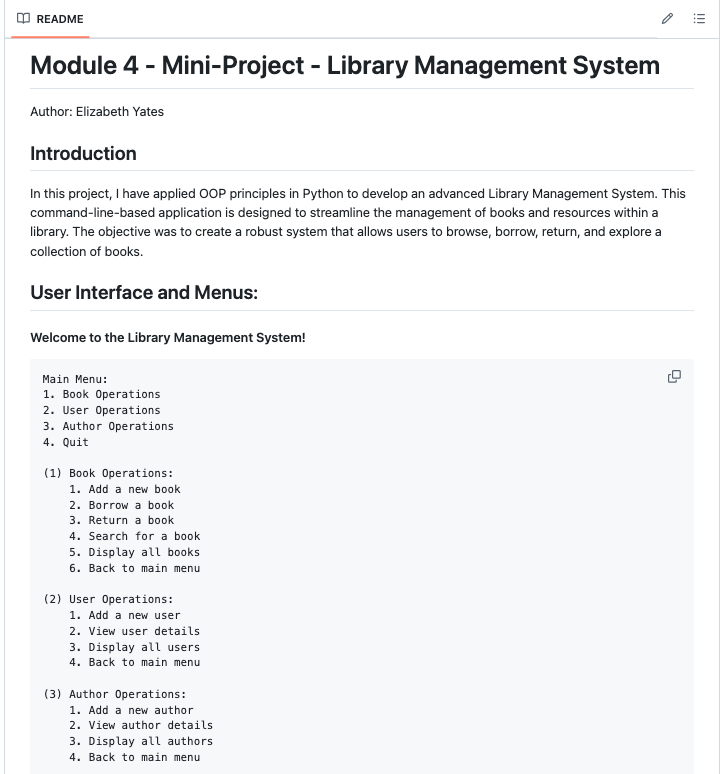 README
Module 4 - Mini-Project - Library Management System
Author: Elizabeth Yates
Introduction
In this project, I have applied OOP principles in Python to develop an advanced Library Management System. This
command-line-based application is designed to streamline the management of books and resources within a
library. The objective was to create a robust system that allows users to browse, borrow, return, and explore a
collection of books.
User Interface and Menus:
Welcome to the Library Management System!
Main Menu:
1. Book Operations
2. User Operations
3. Author Operations
4. Quit
(1) Book Operations:
1. Add a new book
2. Borrow a book
3. Return a book
4. Search for a book
5. Display all books
6. Back to main menu
(2) User Operations:
1. Add a new user
2. View user details
3. Display all users
4. Back to main menu
(3) Author Operations:
1. Add a new author
2. View author details
3. Display all authors
4. Back to main menu